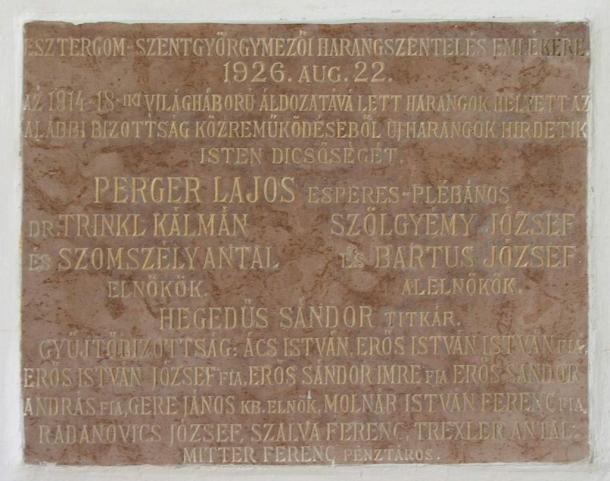 ESZTERGOM-SZENTGYÖRGYMEZŐI HARANGSZENTELÉS EMLÉKÉRE.
1926. AUG. 22.
AZ 1914-18-ND VILÁGHÁBORÚ ÁLDOZATÁVÁ LETT HARANGOK HELYETT AZ
ALÁBBI BIZOTTSÁG KÖZREMŰKÖDÉSÉBŐL ÚJ HARANGOK HIRDETIK
ISTEN DICSŐSÉGÉT.
PERGER LAJOS ESPERES-PLÉBÁNOS
DR. TRINKL KÁLMÁN SZŐLGYÉMY JÓZSEF
ÉS SZOMSZÉLY ANTAL ÉS BARTUS JÓZSEF
ELNÖKÖK. ALELNÖKÖK.
HEGEDŰS SÁNDOR TITKÁR.
GYŰJTŐBIZOTTSÁG: ÁCS ISTVÁN, ERŐS ISTVÁN ISTVÁN FIA,
ERŐS ISTVÁN JÓZSEF FIA, ERŐS SÁNDOR IMRE FIA ERŐS SÁNDOR
ANDRÁS FIA, GERE JÁNOS KB. ELNÖK, MOLNÁR ISTVÁN FERENC FIA,
RADANOVICS JÓZSEF, SZALVA FERENC, TREXLER ANTAL:
MITTER FERENC PÉNZTÁROS.